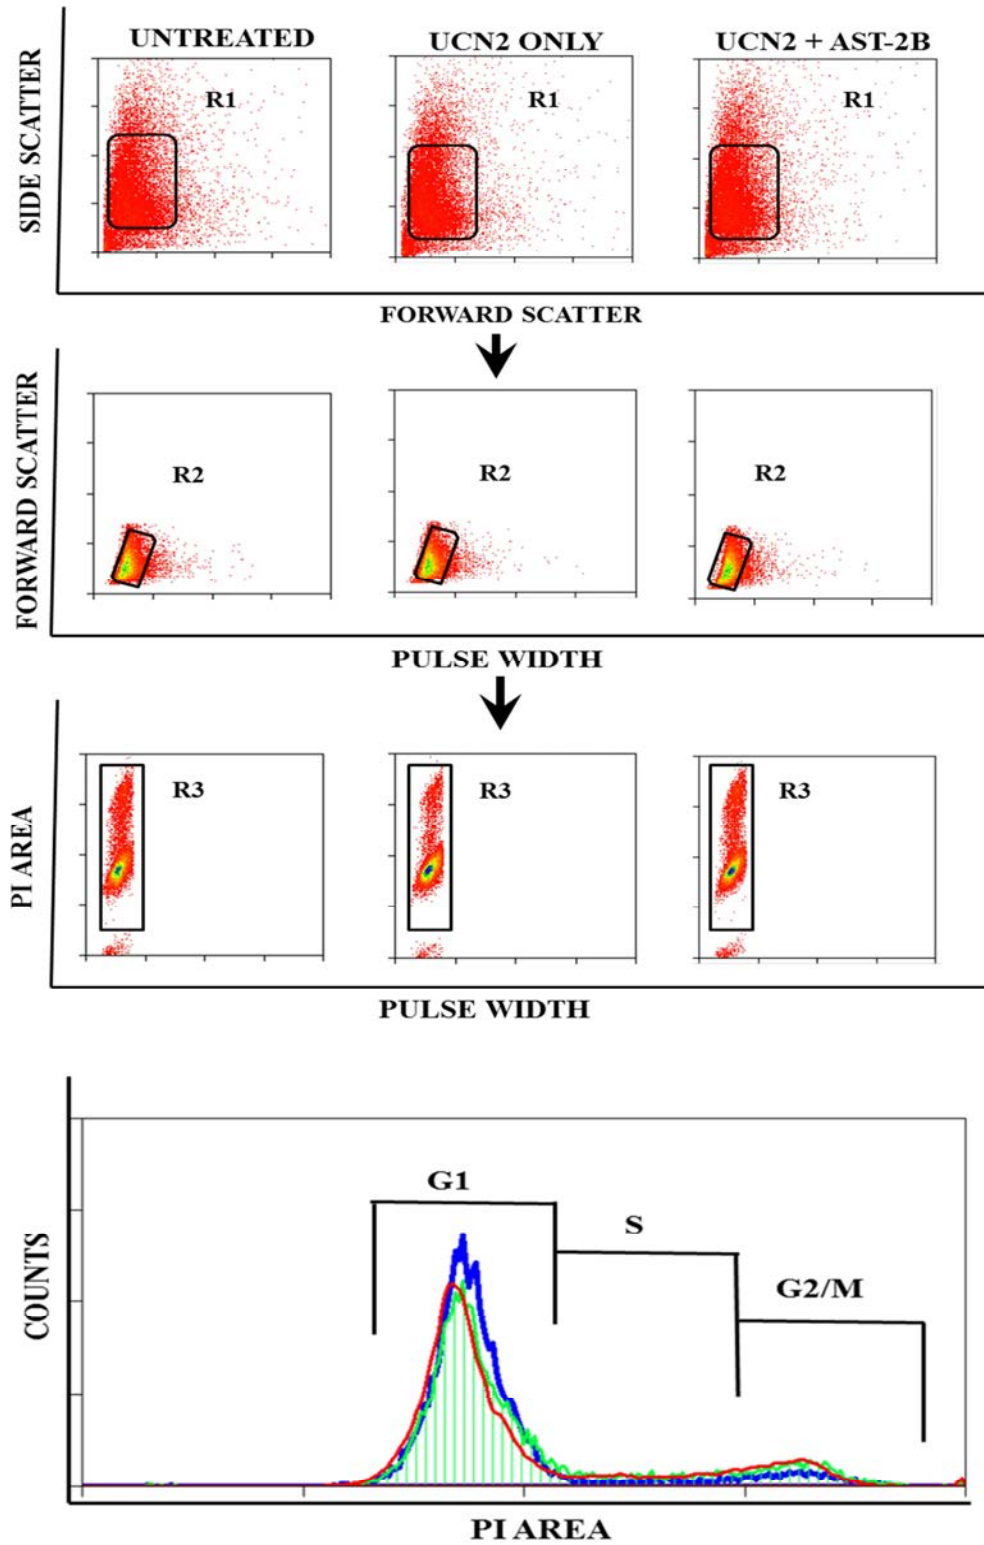 UNTREATED
UCN2 ONLY
UCN2 + AST-2B
SIDE SCATTER
R1
R1
R1
FORWARD SCATTER
FORWARD SCATTER
R2
R2
R2
PULSE WIDTH
PI AREA
R3
R3
R3
PULSE WIDTH
COUNTS
G1
S
G2/M
PI AREA